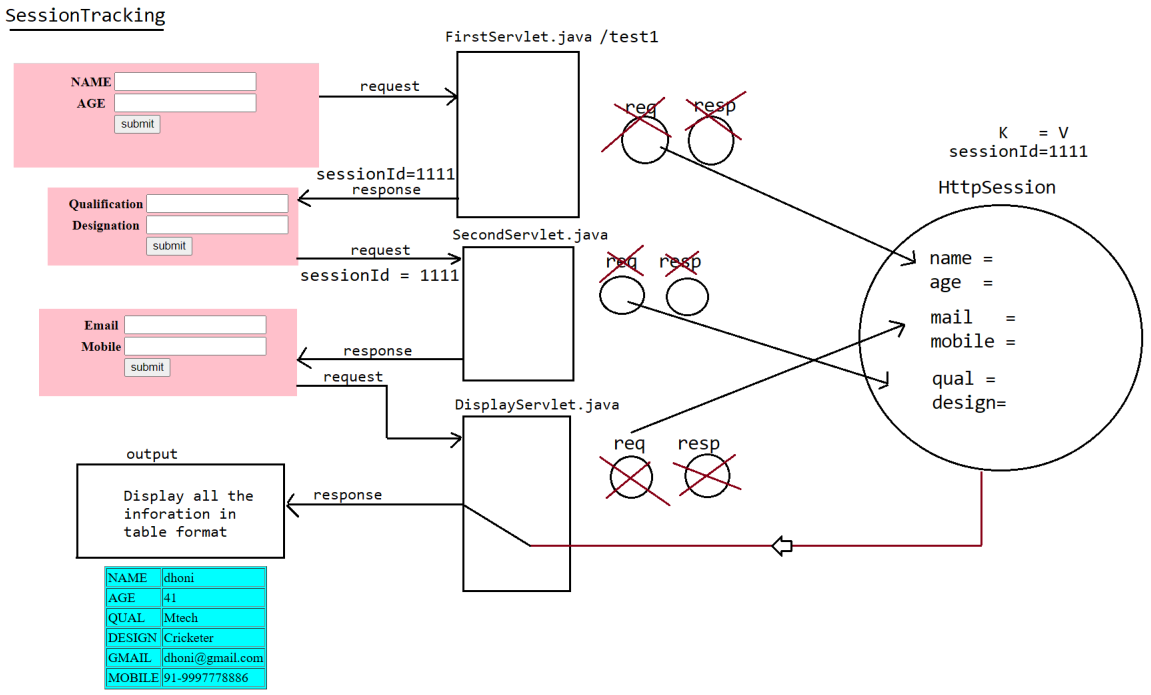 SessionTracking
FirstServlet.java /test1
NAME
AGE
submit
request
req resp
K = V
sessionId=1111
HttpSession
sessionId=1111
response
Qualification
Designation
submit
SecondServlet.java
request
sessionId = 1111
req resp
name =
age =
mail =
mobile =
qual =
design=
Email
Mobile
submit
response
request
DisplayServlet.java
req resp
output
Display all the
inforation in
table format
response
NAME dhoni
AGE 41
QUAL Mtech
DESIGN Cricketer
GMAIL dhoni@gmail.com
MOBILE 91-9997778886